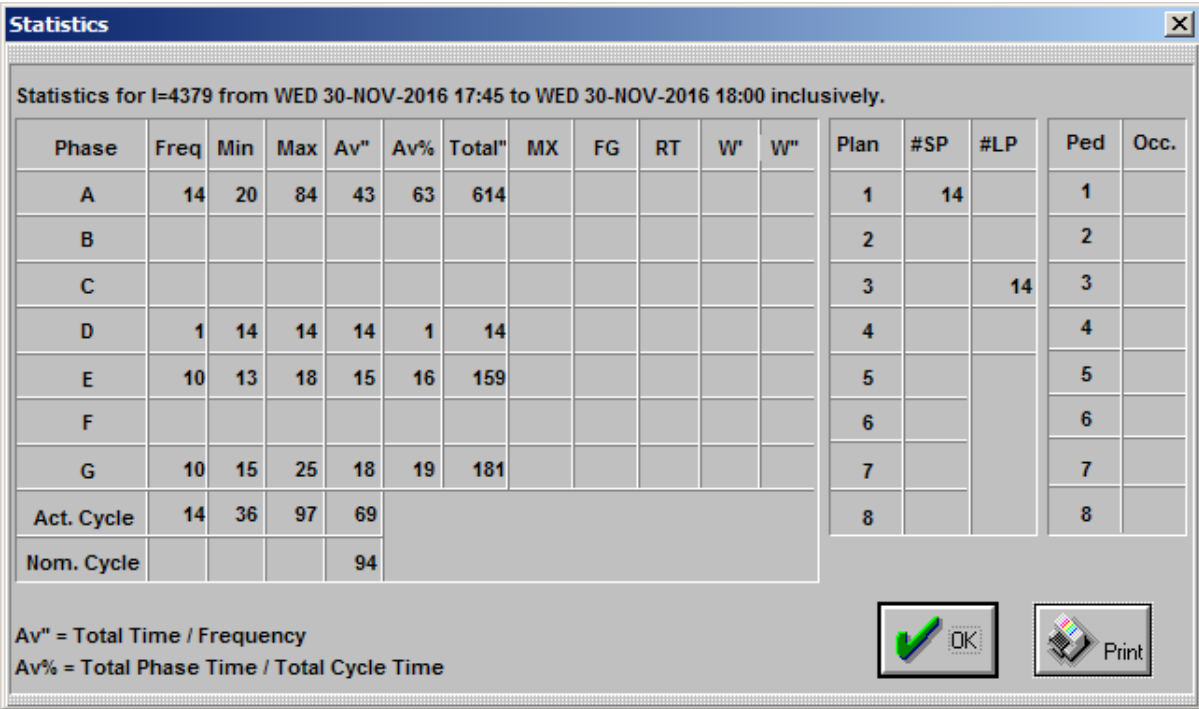 Statistics
Statistics for I=4379 from WED 30-NOV-2016 17:45 to WED 30-NOV-2016 18:00 inclusively.
Phase Freq Min Max Av" Av% Total" MX FG RT W' W"
A 14 20 84 43 63 614
B
C
D 1 14 14 14 1 14
E 10 13 18 15 16 159
F
G 10 15 25 18 19 181
Act. Cycle 14 36 97 69
Nom. Cycle 94
Plan #SP #LP
1 14
2
3 14
4
5
6
7
8
Ped Occ.
1
2
3
4
5
6
7
8
Av" = Total Time / Frequency
Av% = Total Phase Time / Total Cycle Time
OK
Print